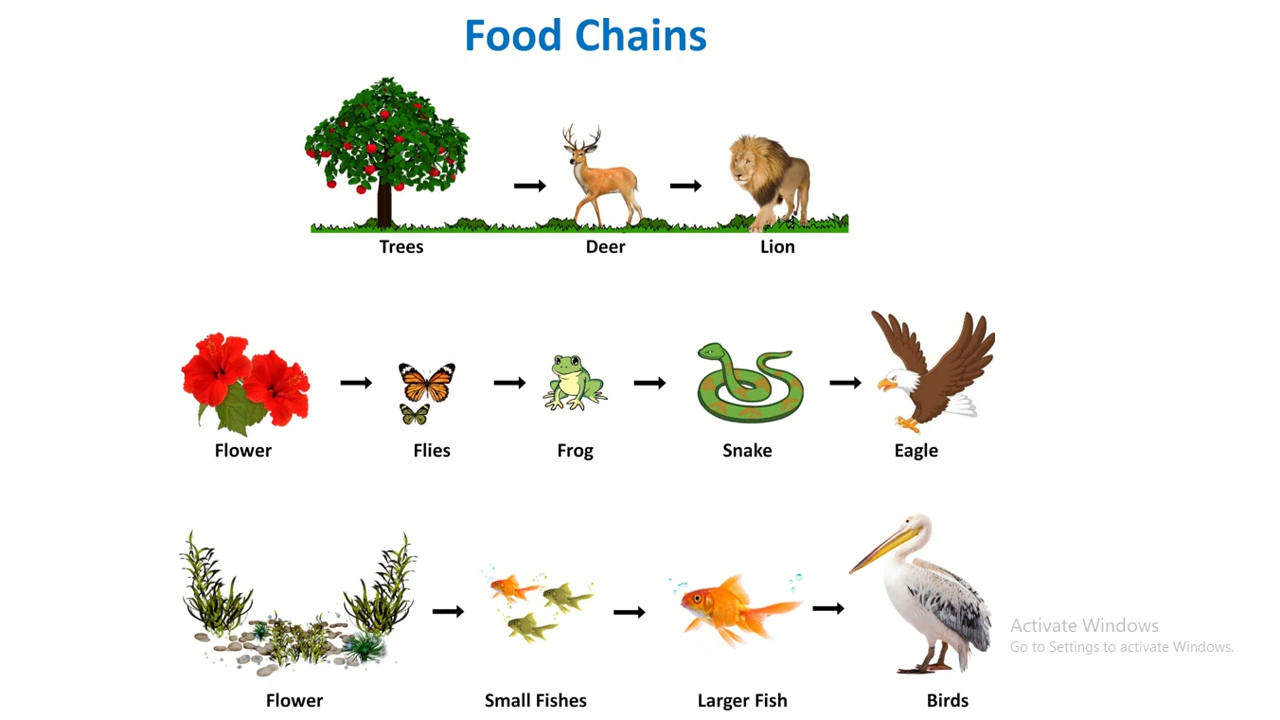 Food Chains
Trees Deer Lion
Flower Flies Frog Snake Eagle
Activate Windows
Go to Settings to activate Windows.
Flower Small Fishes Larger Fish Birds